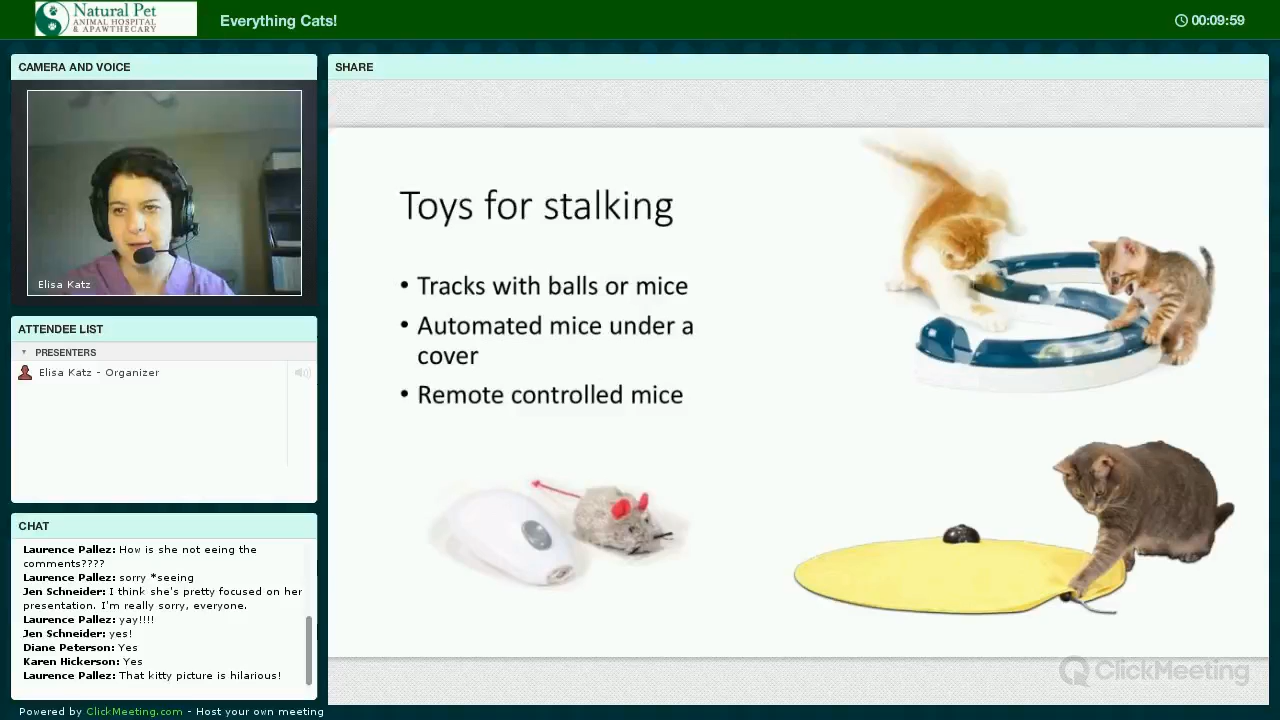 Natural Pet
ANIMAL HOSPITAL
& APAWTHECARY
Everything Cats!
00:09:59
CAMERA AND VOICE
Elisa Katz
ATTENDEE LIST
PRESENTERS
Elisa Katz - Organizer
CHAT
Laurence Pallez: How is she not eeing the
comments????
Laurence Pallez: sorry *seeing
Jen Schneider: I think she's pretty focused on her
presentation. I'm really sorry, everyone.
Laurence Pallez: yay!!!!
Jen Schneider: yes!
Diane Peterson: Yes
Karen Hickerson: Yes
Laurence Pallez: That kitty picture is hilarious!
Powered by ClickMeeting.com - Host your own meeting
SHARE
Toys for stalking
• Tracks with balls or mice
• Automated mice under a
cover
• Remote controlled mice
ClickMeeting